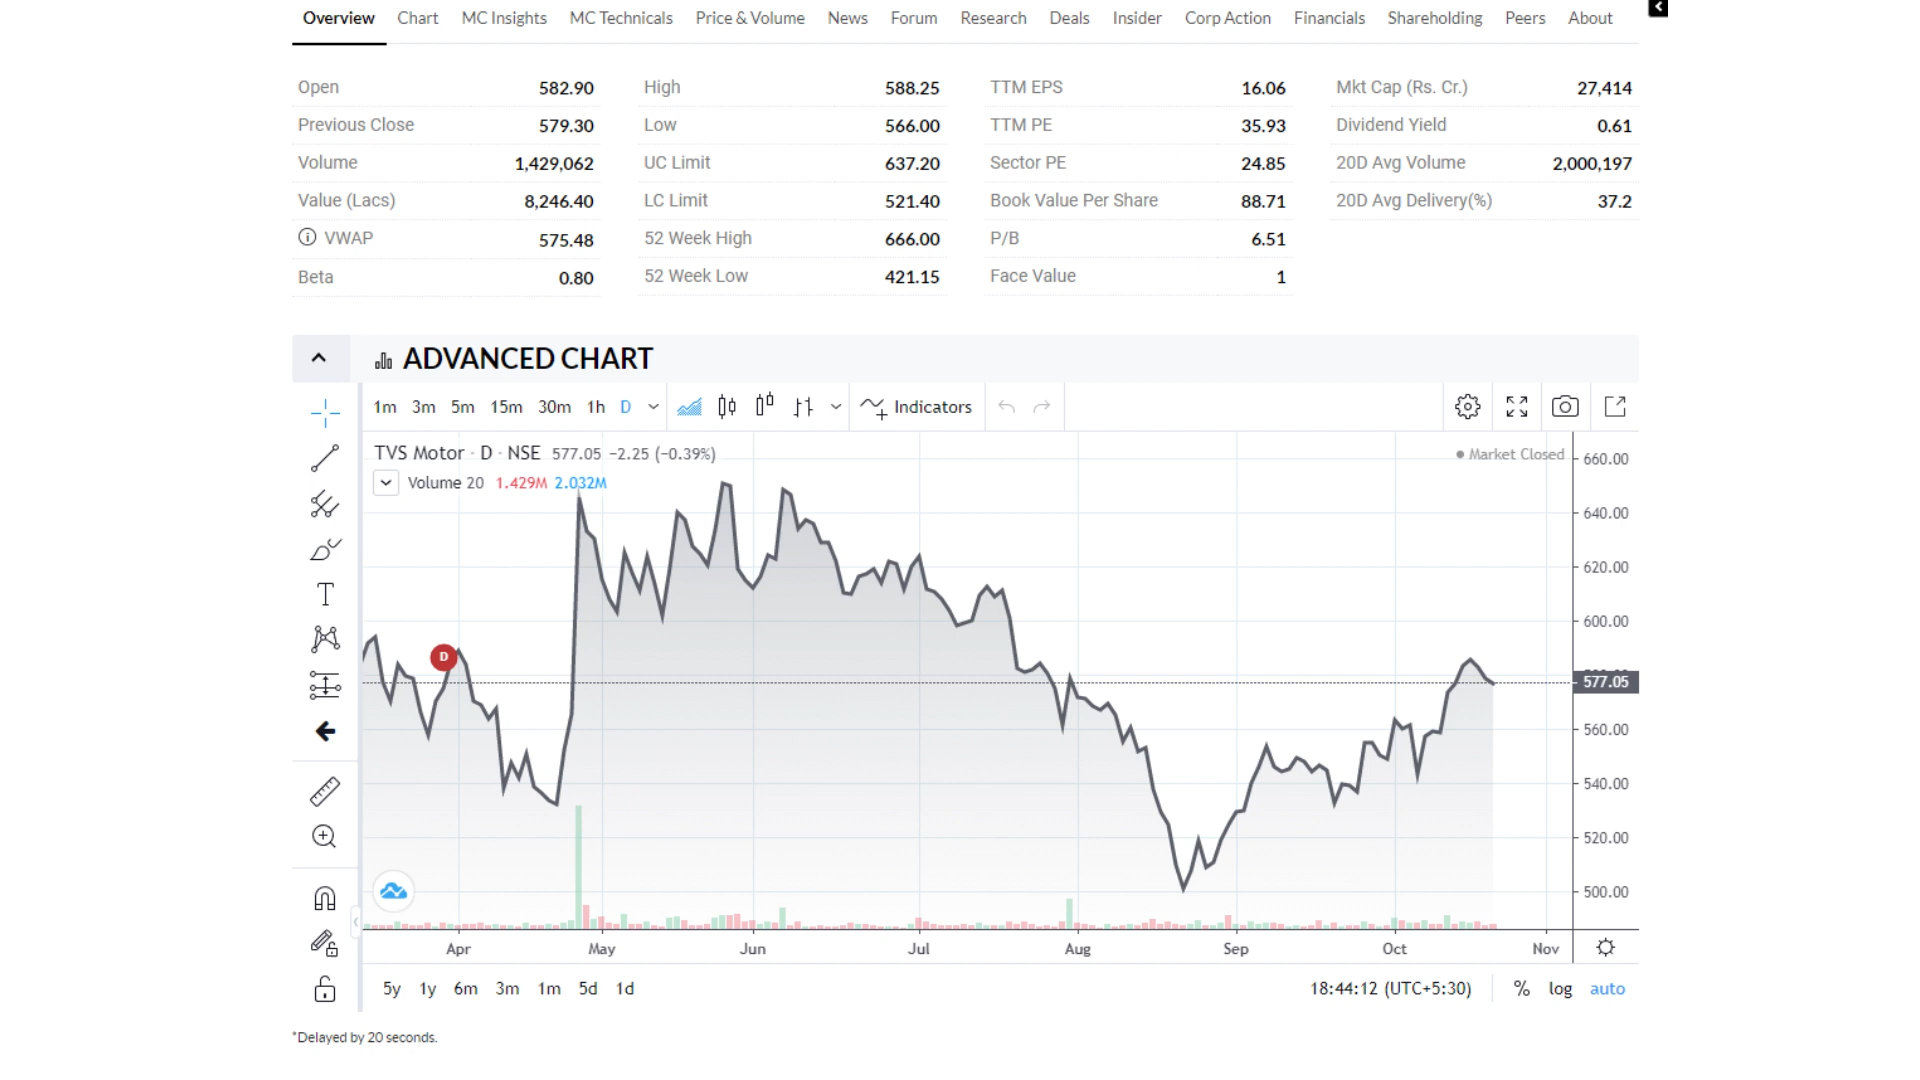 Overview Chart MC Insights MC Technicals Price & Volume News Forum Research Deals Insider Corp Action Financials Shareholding Peers About
Open 582.90 High 588.25 TTM EPS 16.06 Mkt Cap (Rs. Cr.) 27,414
Previous Close 579.30 Low 566.00 TTM PE 35.93 Dividend Yield 0.61
Volume 1,429,062 UC Limit 637.20 Sector PE 24.85 20D Avg Volume 2,000,197
Value (Lacs) 8,246.40 LC Limit 521.40 Book Value Per Share 88.71 20D Avg Delivery(%) 37.2
VWAP 575.48 52 Week High 666.00 P/B 6.51
Beta 0.80 52 Week Low 421.15 Face Value 1
ADVANCED CHART
1m 3m 5m 15m 30m 1h D Indicators
TVS Motor · D · NSE 577.05 −2.25 (−0.39%) Market Closed
Volume 20 1.429M 2.032M
660.00
640.00
620.00
600.00
D
577.05
560.00
540.00
520.00
500.00
Apr May Jun Jul Aug Sep Oct Nov
5y 1y 6m 3m 1m 5d 1d 18:44:12 (UTC+5:30) % log auto
*Delayed by 20 seconds.